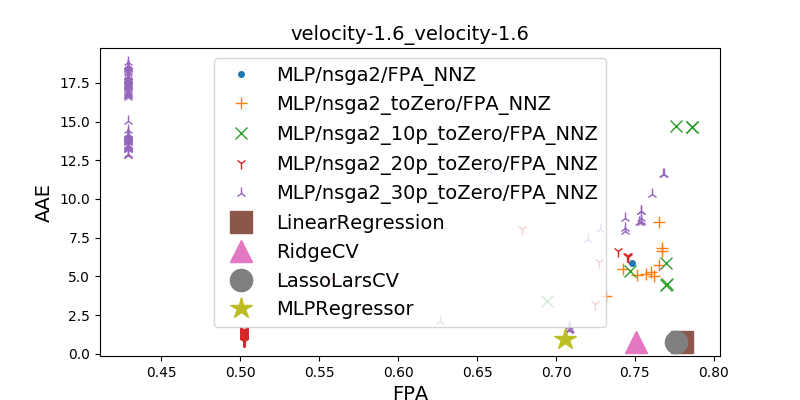 velocity-1.6_velocity-1.6
AAE
17.5
15.0
12.5
10.0
7.5
5.0
2.5
0.0
MLP/nsga2/FPA_NNZ
MLP/nsga2_toZero/FPA_NNZ
MLP/nsga2_10p_toZero/FPA_NNZ
MLP/nsga2_20p_toZero/FPA_NNZ
MLP/nsga2_30p_toZero/FPA_NNZ
LinearRegression
RidgeCV
LassoLarsCV
MLPRegressor
0.45 0.50 0.55 0.60 0.65 0.70 0.75 0.80
FPA